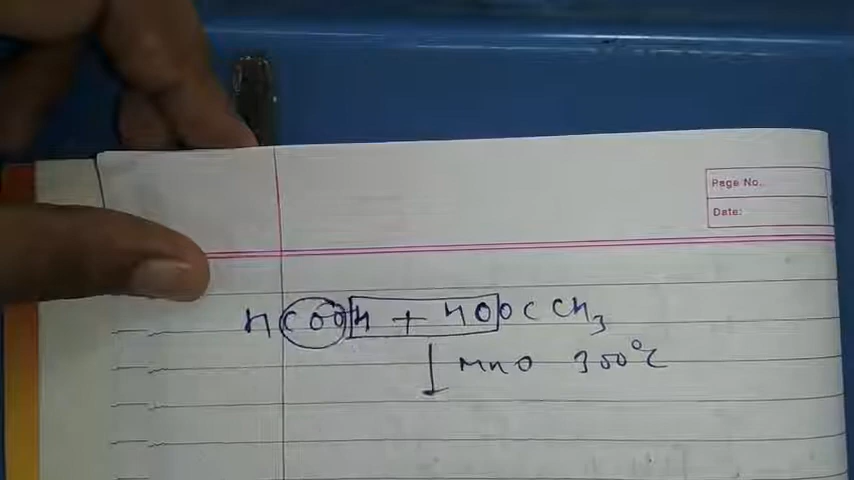 Page No.
Date:
HCOOH + HOOCCH₃
MnO 300°C